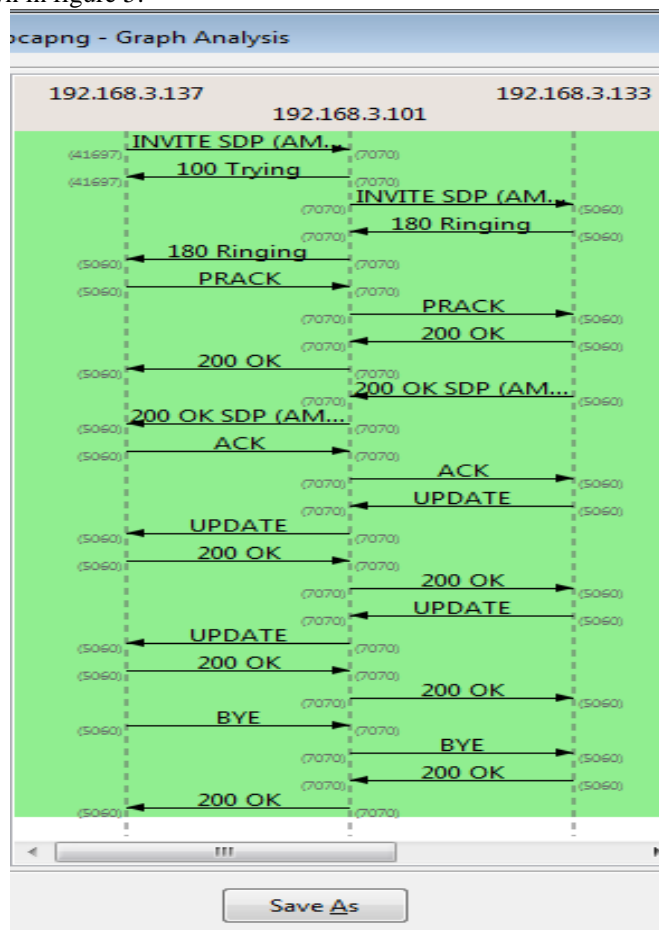 n in figure 3.
ocapng - Graph Analysis
192.168.3.137
192.168.3.133
192.168.3.101
INVITE SDP (AM...
(41697)
(7070)
100 Trying
(41697)
(7070)
INVITE SDP (AM...
(7070)
(5060)
180 Ringing
(7070)
(5060)
180 Ringing
(5060)
(7070)
PRACK
(5060)
(7070)
PRACK
(7070)
(5060)
200 OK
(7070)
(5060)
200 OK
(5060)
(7070)
200 OK SDP (AM...
(7070)
(5060)
200 OK SDP (AM...
(5060)
(7070)
ACK
(5060)
(7070)
ACK
(7070)
(5060)
UPDATE
(7070)
(5060)
UPDATE
(5060)
(7070)
200 OK
(5060)
(7070)
200 OK
(7070)
(5060)
UPDATE
(7070)
(5060)
UPDATE
(5060)
(7070)
200 OK
(5060)
(7070)
200 OK
(7070)
(5060)
BYE
(5060)
(7070)
BYE
(7070)
(5060)
200 OK
(7070)
(5060)
200 OK
(5060)
(7070)
Save As